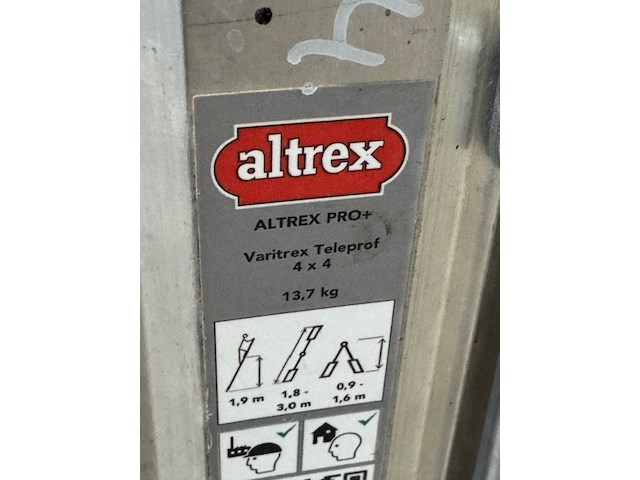 altrex
ALTREX PRO+
Varitrex Teleprof
4 x 4
13,7 kg
1,9 m
1,8 -
3,0 m
0,9 -
1,6 m